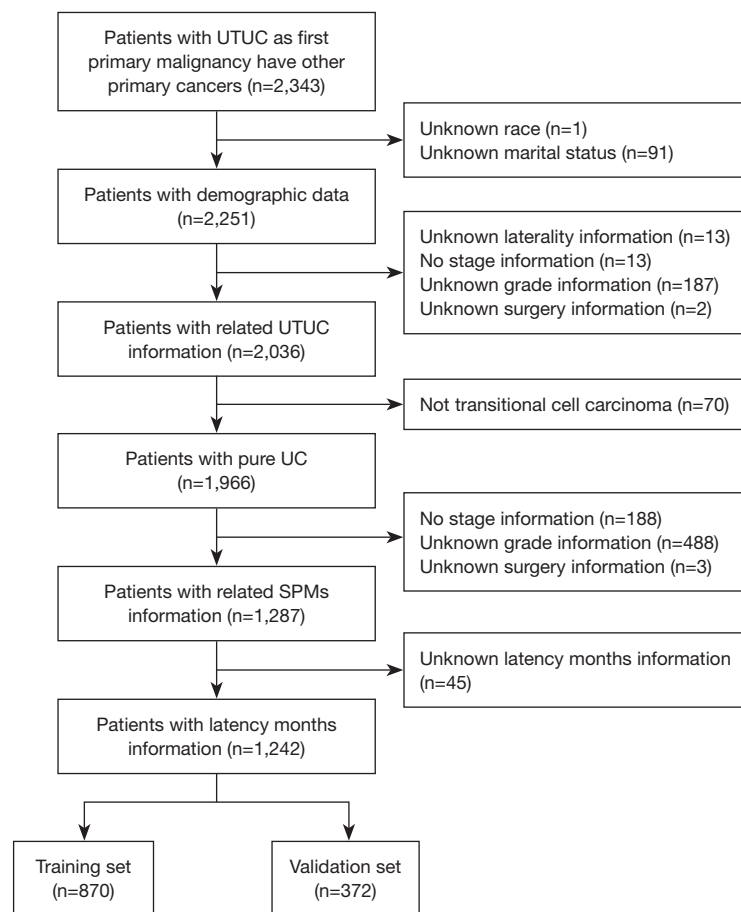 Patients with UTUC as first
primary malignancy have other
primary cancers (n=2,343)
Unknown race (n=1)
Unknown marital status (n=91)
Patients with demographic data
(n=2,251)
Unknown laterality information (n=13)
No stage information (n=13)
Unknown grade information (n=187)
Unknown surgery information (n=2)
Patients with related UTUC
information (n=2,036)
Not transitional cell carcinoma (n=70)
Patients with pure UC
(n=1,966)
No stage information (n=188)
Unknown grade information (n=488)
Unknown surgery information (n=3)
Patients with related SPMs
information (n=1,287)
Unknown latency months information
(n=45)
Patients with latency months
information (n=1,242)
Training set
(n=870)
Validation set
(n=372)